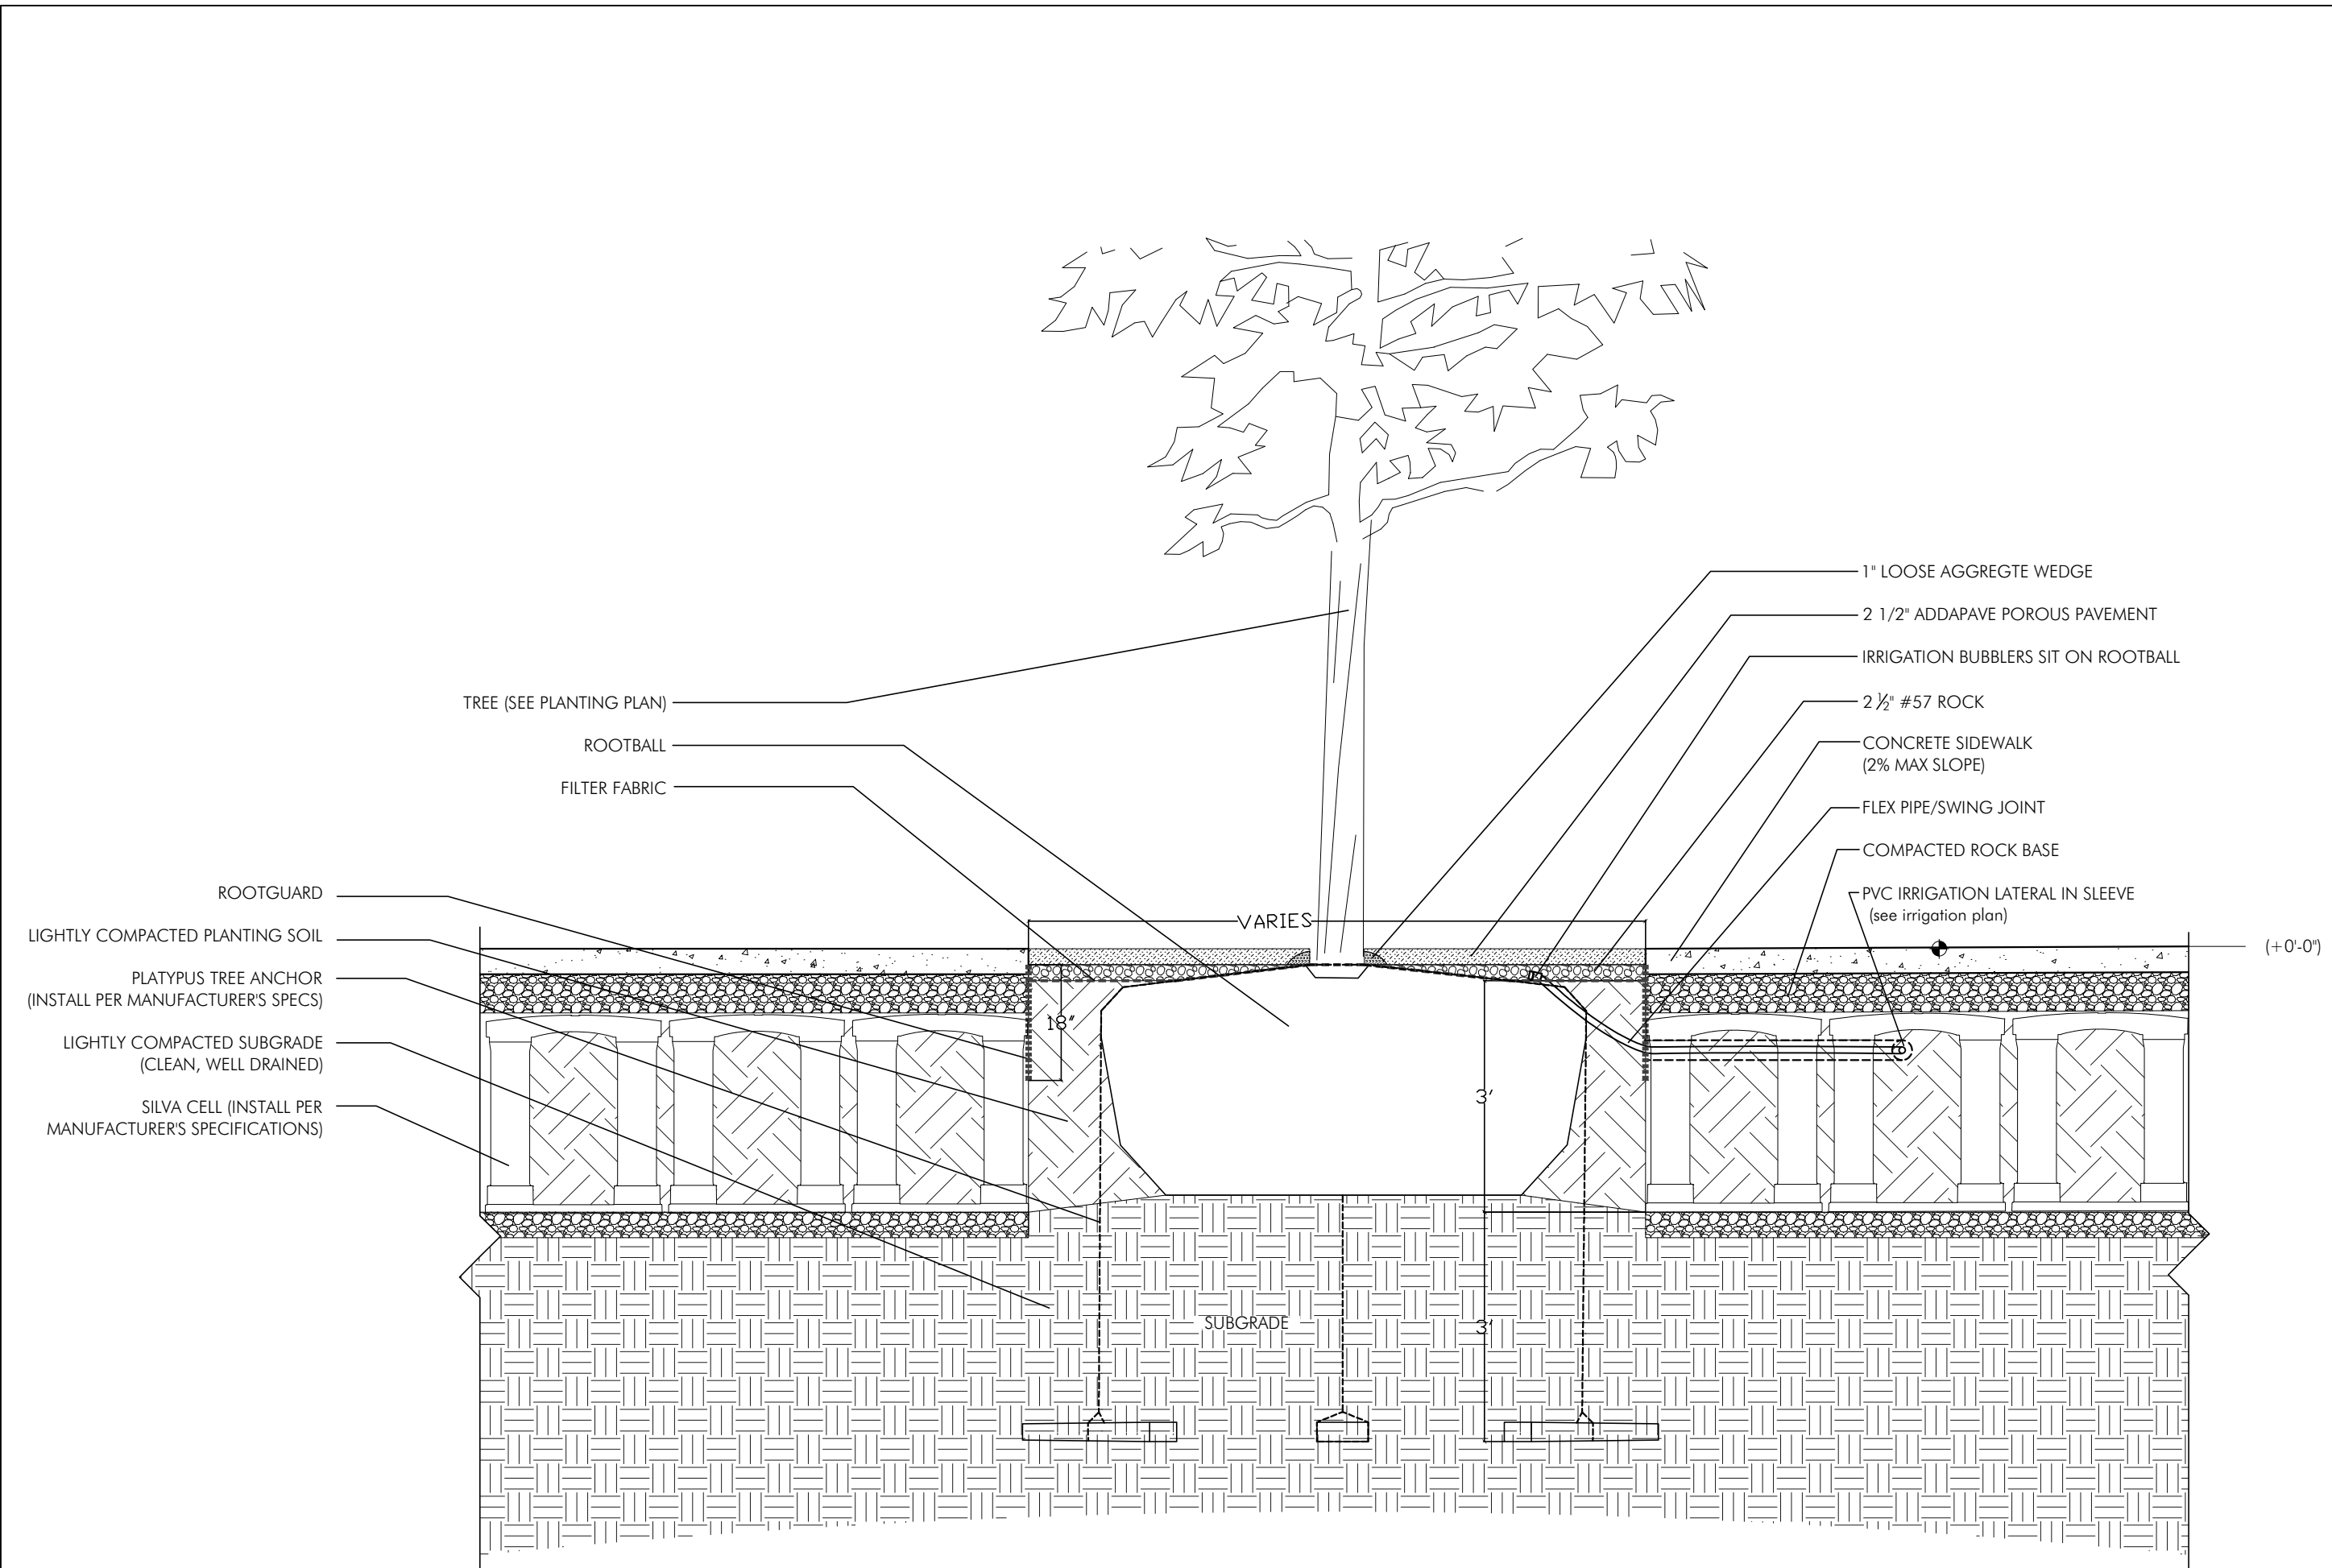 TREE (SEE PLANTING PLAN)
ROOTBALL
FILTER FABRIC
ROOTGUARD
LIGHTLY COMPACTED PLANTING SOIL
PLATYPUS TREE ANCHOR
(INSTALL PER MANUFACTURER'S SPECS)
LIGHTLY COMPACTED SUBGRADE
(CLEAN, WELL DRAINED)
SILVA CELL (INSTALL PER
MANUFACTURER'S SPECIFICATIONS)
VARIES
18"
3'
3'
SUBGRADE
1" LOOSE AGGREGTE WEDGE
2 1/2" ADDAPAVE POROUS PAVEMENT
IRRIGATION BUBBLERS SIT ON ROOTBALL
2 ½" #57 ROCK
CONCRETE SIDEWALK
(2% MAX SLOPE)
FLEX PIPE/SWING JOINT
COMPACTED ROCK BASE
PVC IRRIGATION LATERAL IN SLEEVE
(see irrigation plan)
(+0'-0")